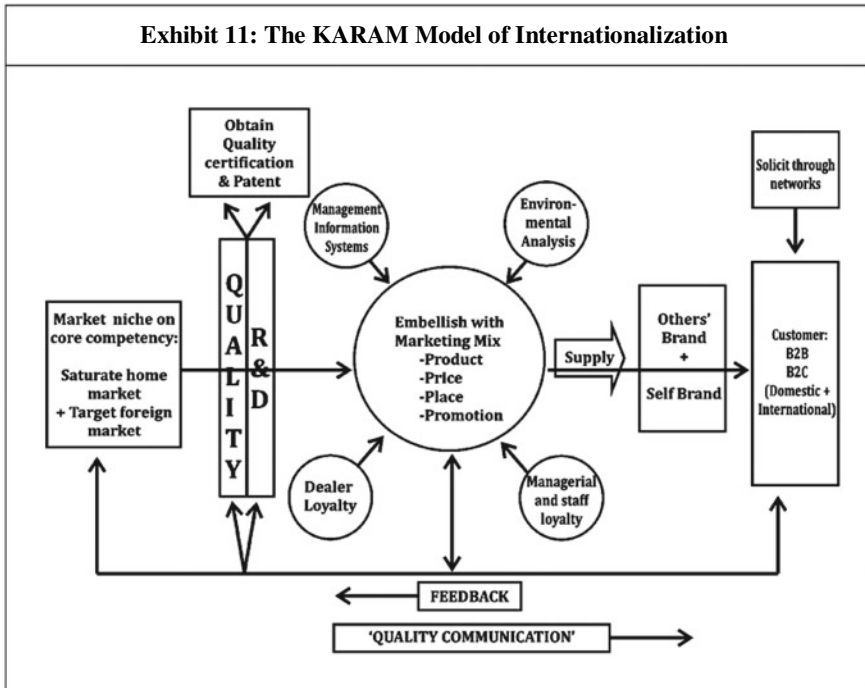 Exhibit 11: The KARAM Model of Internationalization
Obtain
Quality
certification
& Patent
Solicit through
networks
Management
Information
Systems
Environ-
mental
Analysis
QUALITY
R&D
Market niche on
core competency:
Saturate home
market
+ Target foreign
market
Embellish with
Marketing Mix
-Product
-Price
-Place
-Promotion
Supply
Others'
Brand
+
Self Brand
Customer:
B2B
B2C
(Domestic +
International)
Dealer
Loyalty
Managerial
and staff
loyalty
FEEDBACK
'QUALITY COMMUNICATION'